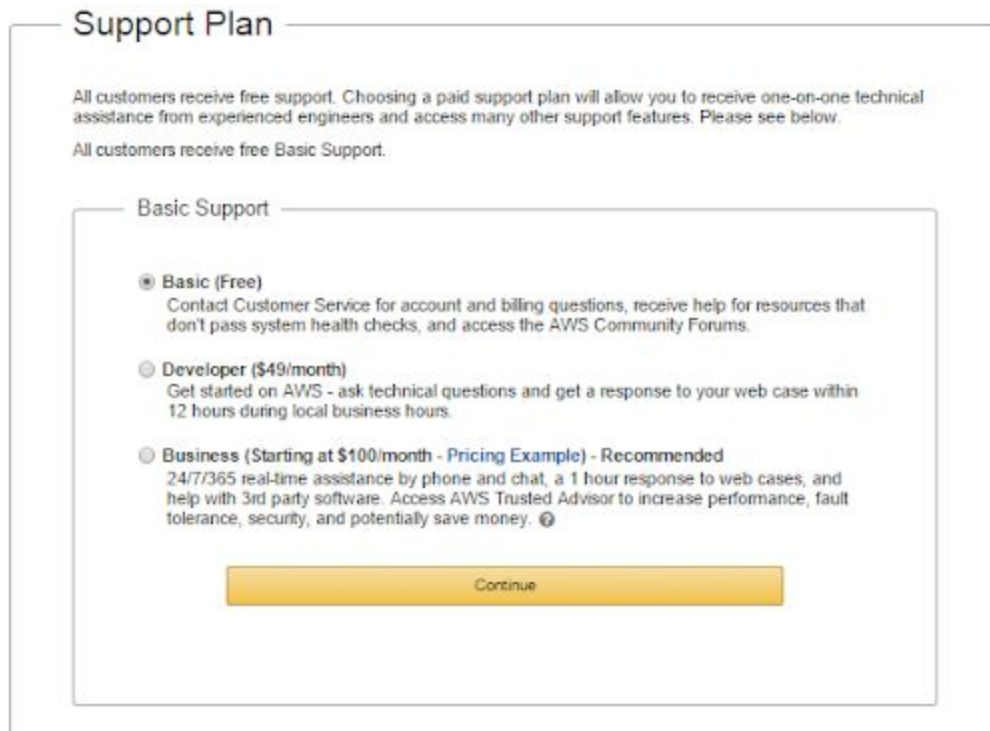 Support Plan
All customers receive free support. Choosing a paid support plan will allow you to receive one-on-one technical
assistance from experienced engineers and access many other support features. Please see below.
All customers receive free Basic Support.
Basic Support
Basic (Free)
Contact Customer Service for account and billing questions, receive help for resources that
don't pass system health checks, and access the AWS Community Forums.
Developer ($49/month)
Get started on AWS - ask technical questions and get a response to your web case within
12 hours during local business hours.
Business (Starting at $100/month - Pricing Example) - Recommended
24/7/365 real-time assistance by phone and chat, a 1 hour response to web cases, and
help with 3rd party software. Access AWS Trusted Advisor to increase performance, fault
tolerance, security, and potentially save money. ?
Continue